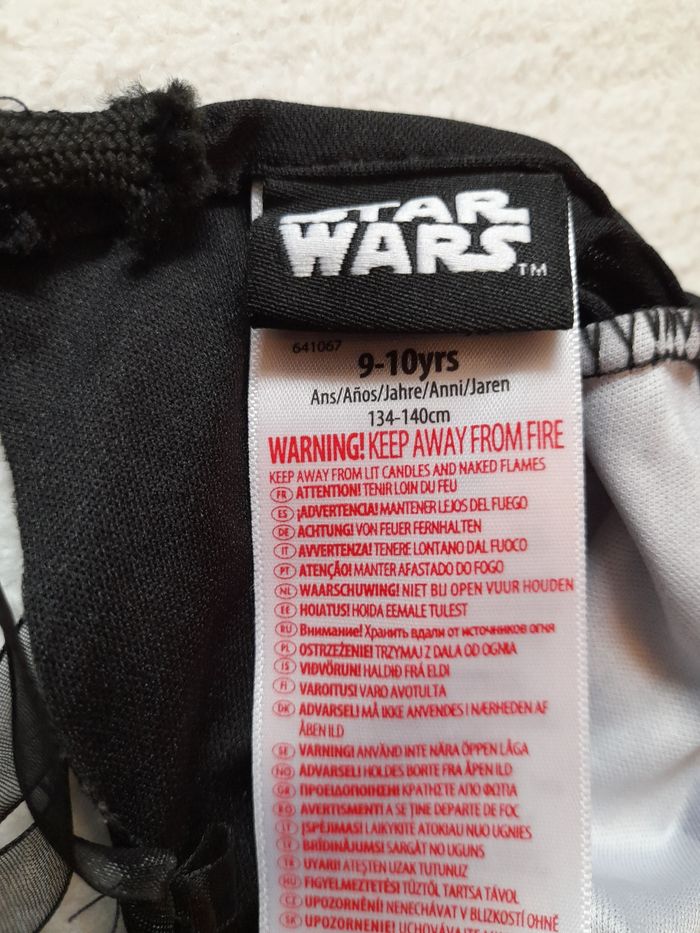 STAR
WARS
TM
641067
9-10yrs
Ans/Años/Jahre/Anni/Jaren
134-140cm
WARNING! KEEP AWAY FROM FIRE
KEEP AWAY FROM LIT CANDLES AND NAKED FLAMES
FR ATTENTION! TENIR LOIN DU FEU
ES ¡ADVERTENCIA! MANTENER LEJOS DEL FUEGO
DE ACHTUNG! VON FEUER FERNHALTEN
IT AVVERTENZA! TENERE LONTANO DAL FUOCO
PT ATENÇÃO! MANTER AFASTADO DO FOGO
NL WAARSCHUWING! NIET BIJ OPEN VUUR HOUDEN
EE HOIATUS! HOIDA EEMALE TULEST
RU Внимание! Хранить вдали от источников огня
PL OSTRZEŻENIE! TRZYMAJ Z DALA OD OGNIA
IS VIÐVÖRUN! HALDIÐ FRÁ ELDI
FI VAROITUS! VARO AVOTULTA
DK ADVARSEL! MÅ IKKE ANVENDES I NÆRHEDEN AF
ÅBEN ILD
SE VARNING! ANVÄND INTE NÄRA ÖPPEN LÅGA
NO ADVARSEL! HOLDES BORTE FRA ÅPEN ILD
GR ΠΡΟΕΙΔΟΠΟΙΗΣΗ! ΚΡΑΤΗΣΤΕ ΑΠΟ ΦΩΤΙΑ
RO AVERTISMENT! A SE ȚINE DEPARTE DE FOC
LT ĮSPĖJIMAS! LAIKYKITE ATOKIAU NUO UGNIES
LV BRĪDINĀJUMS! SARGĀT NO UGUNS
TR UYARI! ATEŞTEN UZAK TUTUNUZ
HU FIGYELMEZTETÉS! TŰZTŐL TARTSA TÁVOL
CZ UPOZORNĚNÍ! NENECHÁVAT V BLÍZKOSTI OHNĚ
SK UPOZORNENIE! UCHOVÁVAJTE